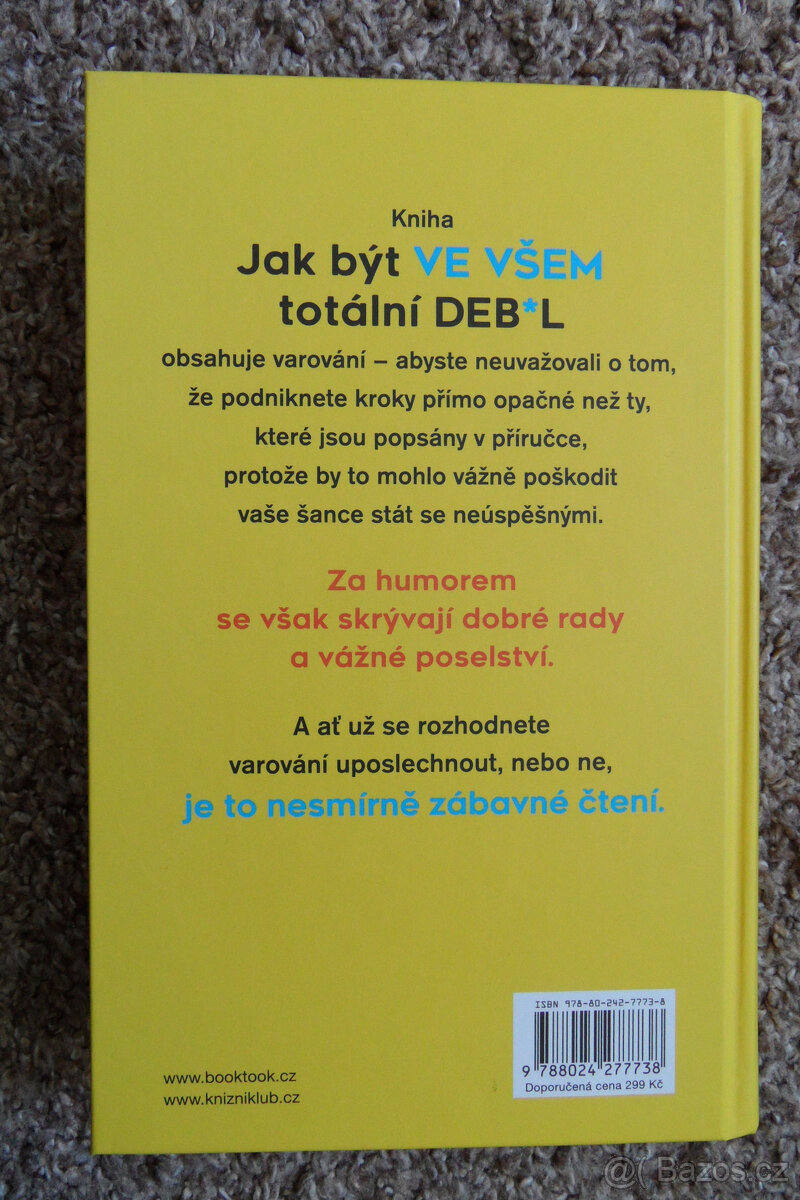 Kniha
Jak být VE VŠEM
totální DEB*L
obsahuje varování – abyste neuvažovali o tom,
že podniknete kroky přímo opačné než ty,
které jsou popsány v příručce,
protože by to mohlo vážně poškodit
vaše šance stát se neúspěšnými.
Za humorem
se však skrývají dobré rady
a vážné poselství.
A ať už se rozhodnete
varování uposlechnout, nebo ne,
je to nesmírně zábavné čtení.
ISBN 978-80-242-7773-8
9 788024 277738
Doporučená cena 299 Kč
www.booktook.cz
www.knizniklub.cz
@( Bazos.cz